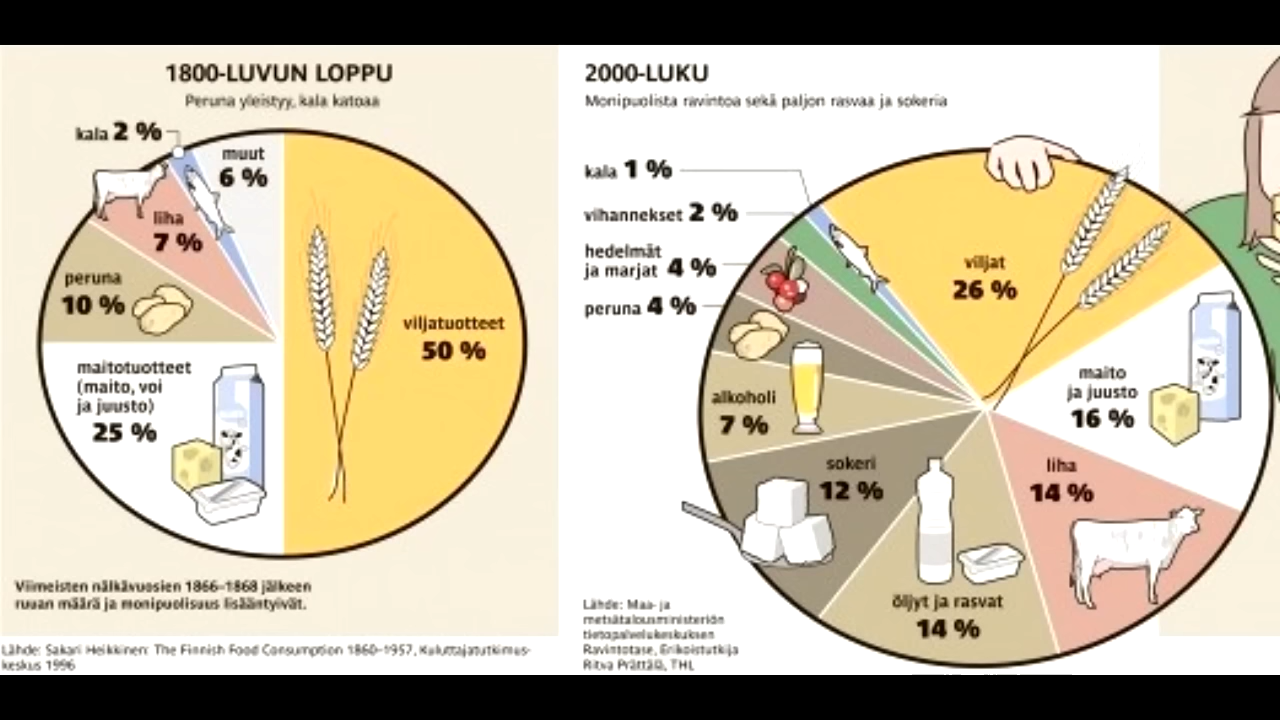 1800-LUVUN LOPPU
Peruna yleistyy, kala katoaa
kala 2 %
muut
6 %
liha
7 %
peruna
10 %
viljatuotteet
50 %
maitotuotteet
(maito, voi
ja juusto)
25 %
Viimeisten nälkävuosien 1866–1868 jälkeen
ruuan määrä ja monipuolisuus lisääntyivät.
Lähde: Sakari Heikkinen: The Finnish Food Consumption 1860–1957, Kuluttajatutkimus-
keskus 1996
2000-LUKU
Monipuolista ravintoa sekä paljon rasvaa ja sokeria
kala 1 %
vihannekset 2 %
hedelmät
ja marjat 4 %
peruna 4 %
viljat
26 %
maito
ja juusto
16 %
alkoholi
7 %
sokeri
12 %
liha
14 %
öljyt ja rasvat
14 %
Lähde: Maa- ja
metsätalousministeriön
tietopalvelukeskuksen
Ravintotase, Erikoistutkija
Ritva Prättälä, THL